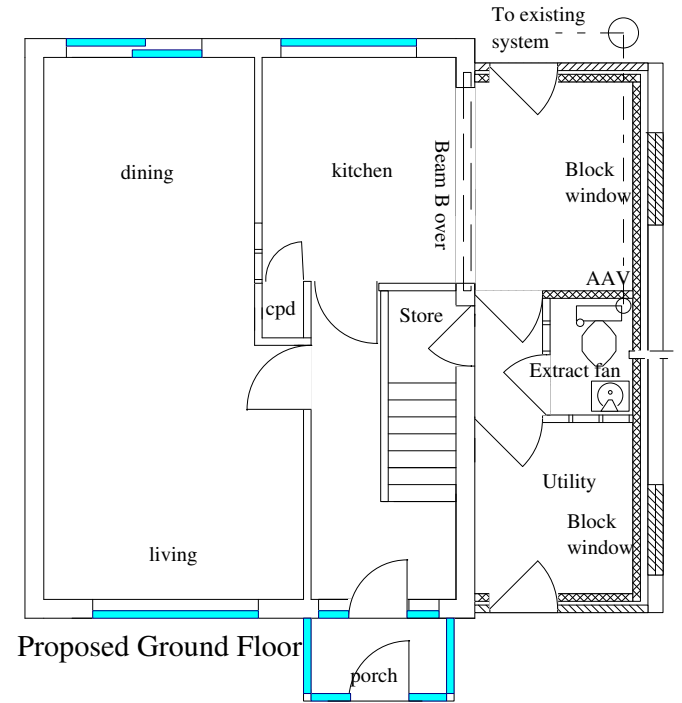 To existing
system
dining
kitchen
Beam B over
Block
window
AAV
cpd
Store
Extract fan
Utility
Block
window
living
Proposed Ground Floor
porch